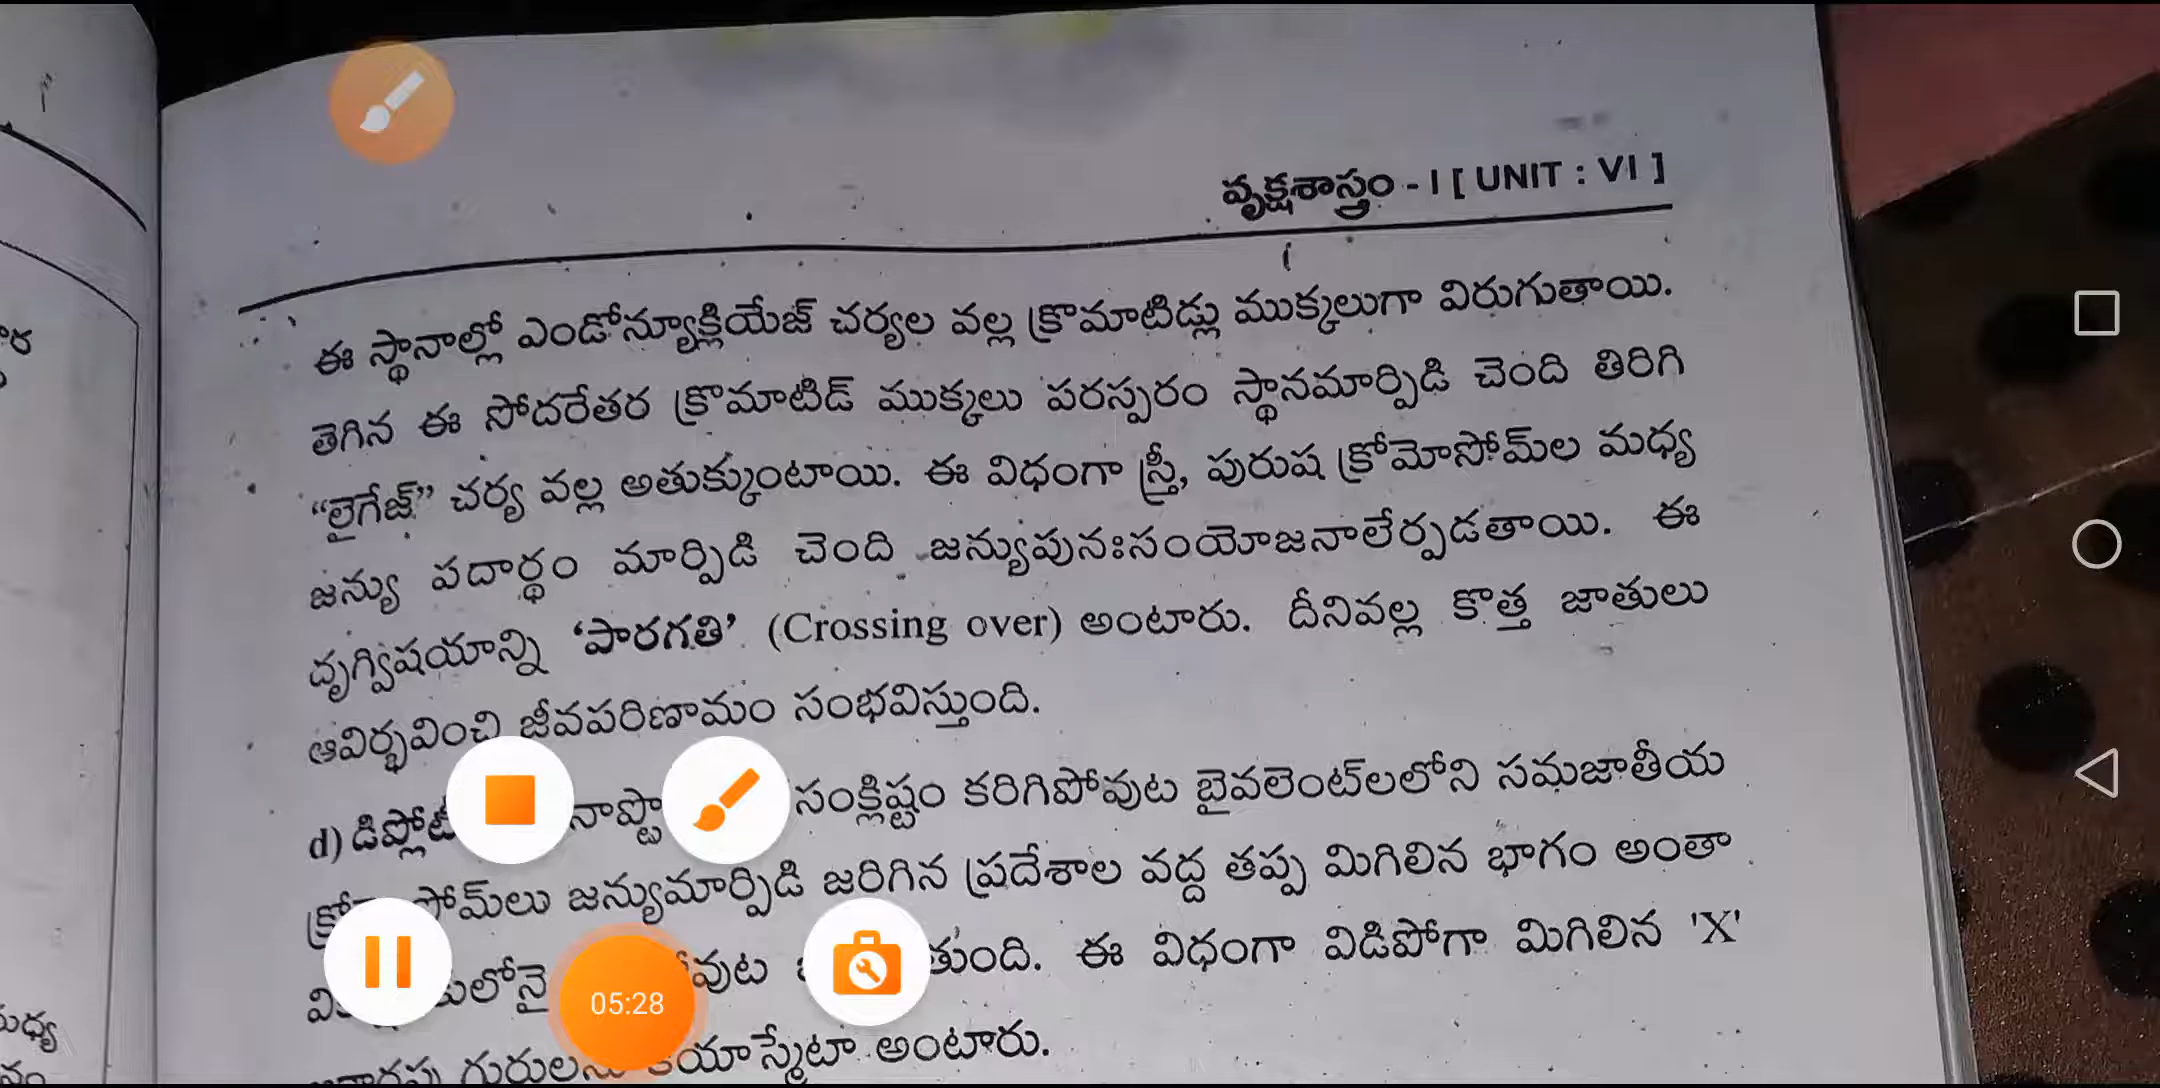 వృక్షశాస్త్రం - I [ UNIT : VI ]
ఈ స్థానాల్లో ఎండోన్యూక్లియేజ్ చర్యల వల్ల క్రొమాటిడ్లు ముక్కలుగా విరుగుతాయి.
తెగిన ఈ సోదరేతర క్రొమాటిడ్ ముక్కలు పరస్పరం స్థానమార్పిడి చెంది తిరిగి
“లైగేజ్” చర్య వల్ల అతుక్కుంటాయి. ఈ విధంగా స్త్రీ, పురుష క్రోమోసోమ్‌ల మధ్య
జన్యు పదార్థం మార్పిడి చెంది జన్యుపునఃసంయోజనాలేర్పడతాయి. ఈ
దృగ్విషయాన్ని ‘పారగతి’ (Crossing over) అంటారు. దీనివల్ల కొత్త జాతులు
ఆవిర్భవించి జీవపరిణామం సంభవిస్తుంది.
d) సంక్లిష్టం కరిగిపోవుట బైవలెంట్‌లలోని సమజాతీయ
జన్యుమార్పిడి జరిగిన ప్రదేశాల వద్ద తప్ప మిగిలిన భాగం అంతా
ఈ విధంగా విడిపోగా మిగిలిన 'X'
అంటారు.
05:28